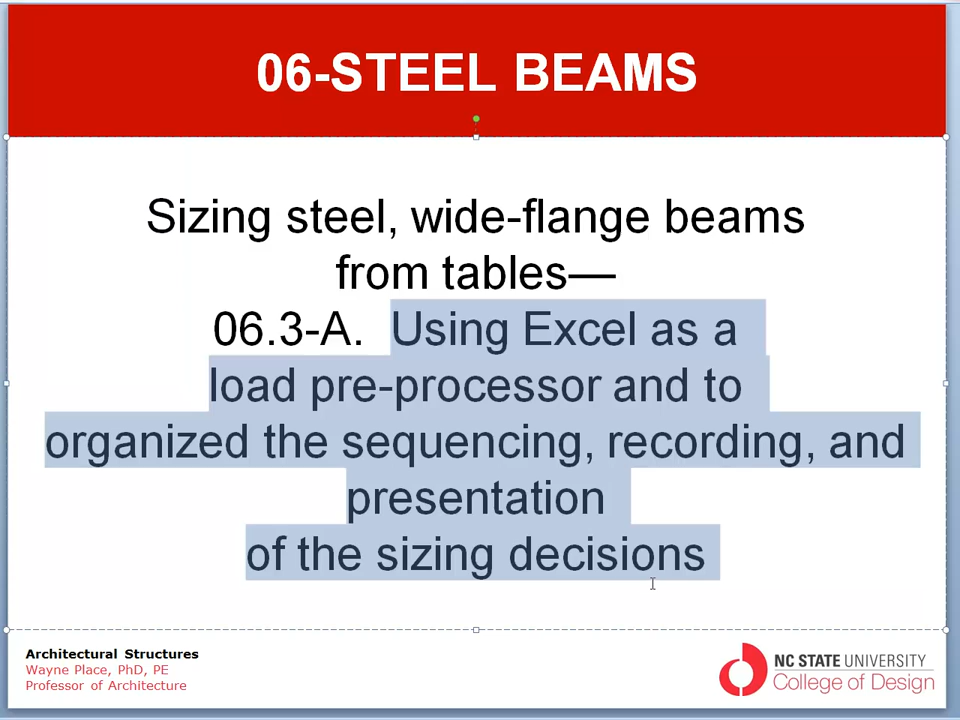 06-STEEL BEAMS
Sizing steel, wide-flange beams
from tables—
06.3-A. Using Excel as a
load pre-processor and to
organized the sequencing, recording, and
presentation
of the sizing decisions
Architectural Structures
Wayne Place, PhD, PE
Professor of Architecture
NC STATE UNIVERSITY
College of Design